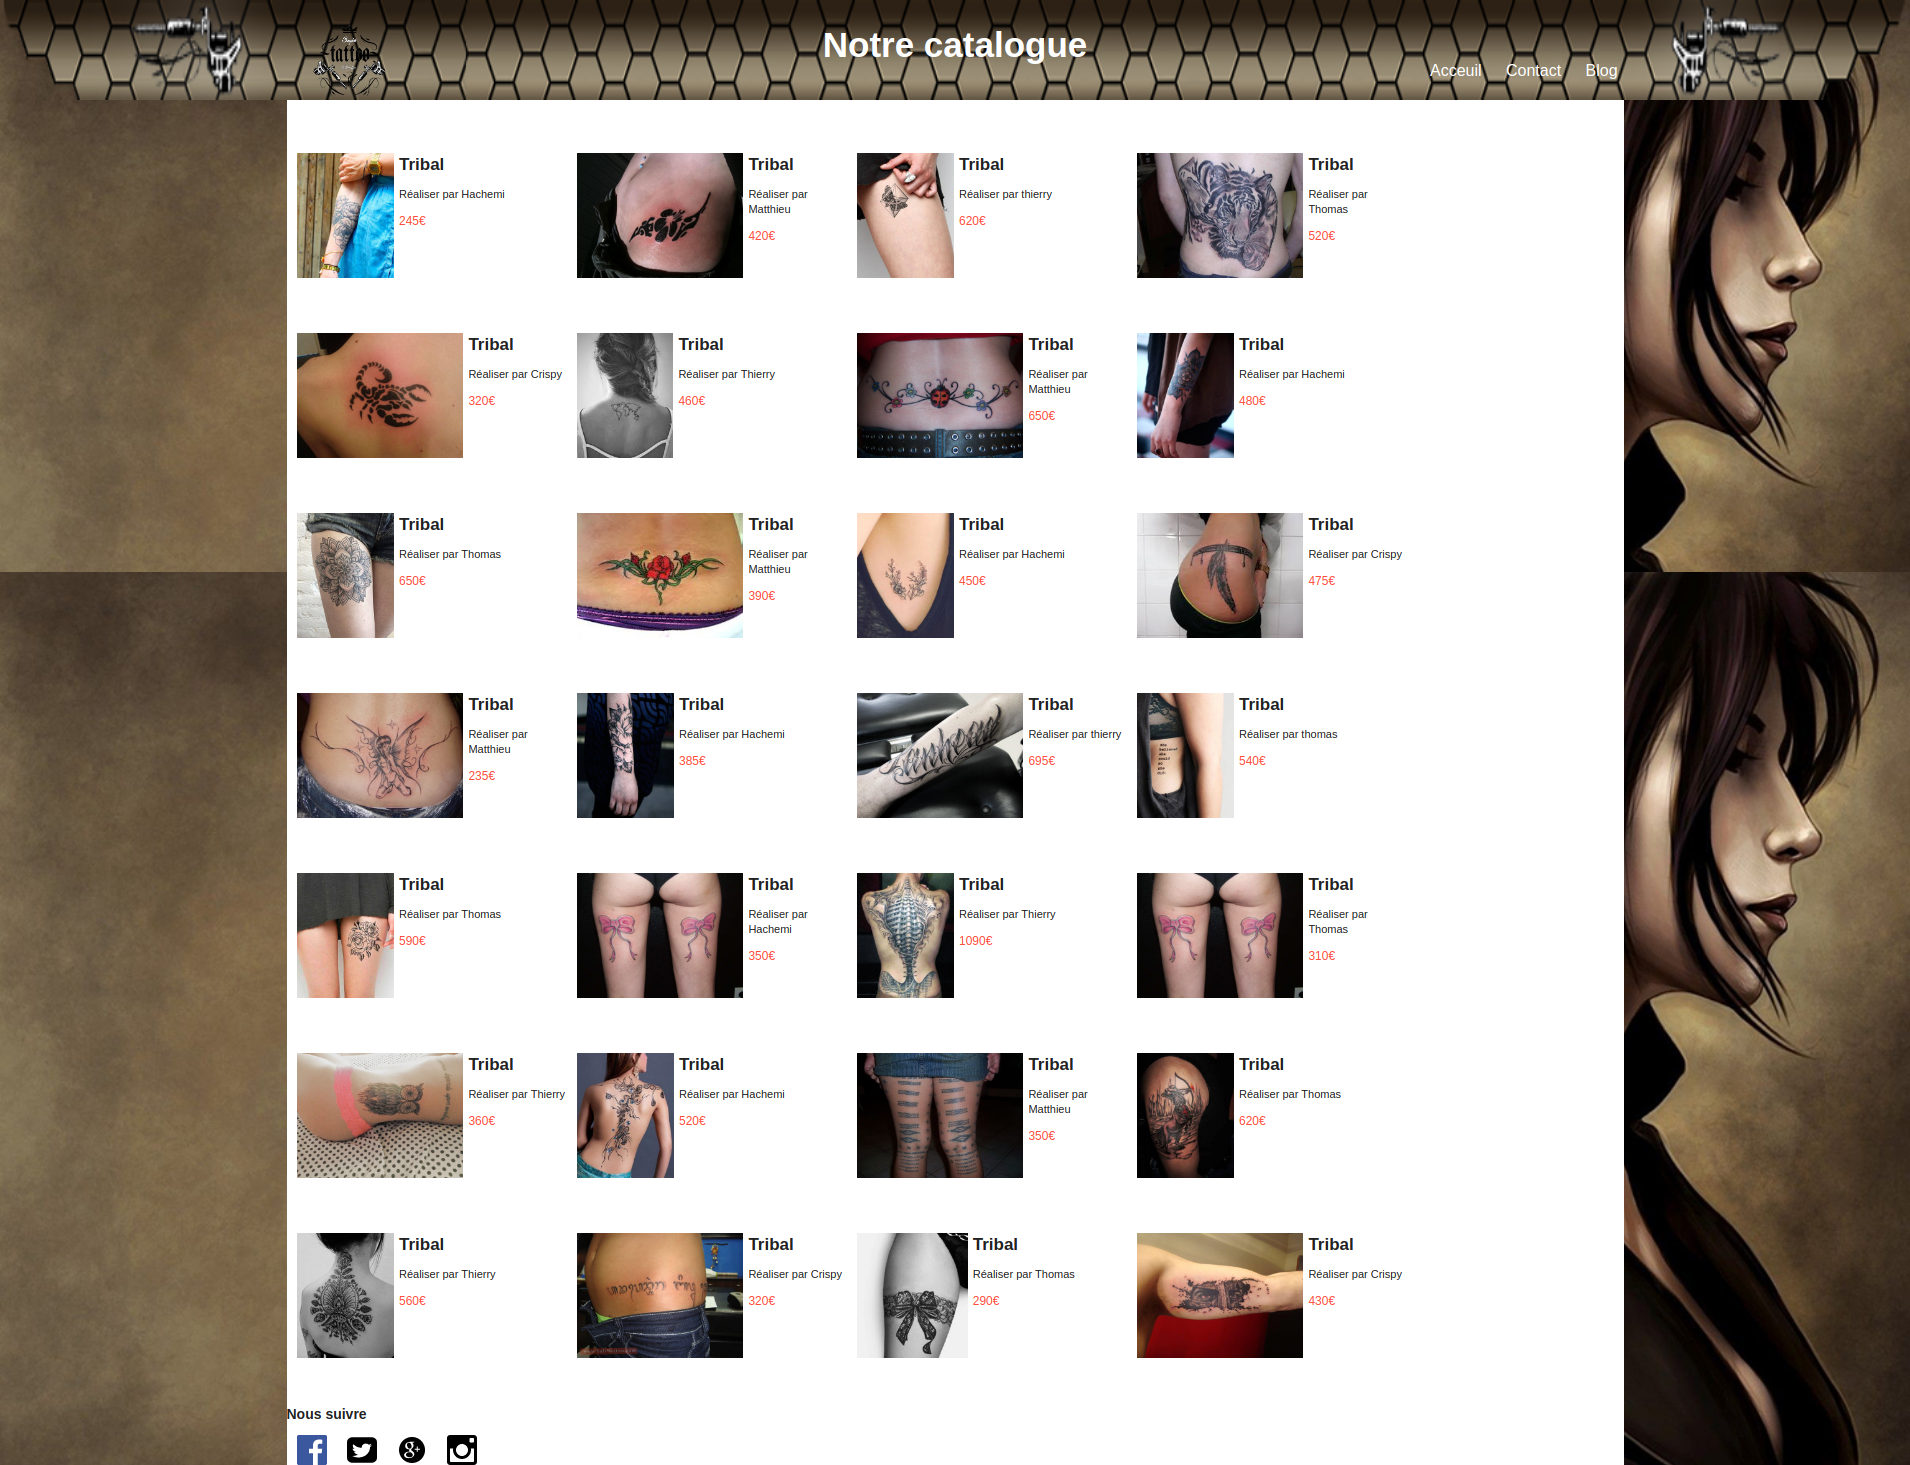 tattoo
Notre catalogue
Acceuil Contact Blog
Tribal
Réaliser par Hachemi
245€
Tribal
Réaliser par
Matthieu
420€
Tribal
Réaliser par thierry
620€
Tribal
Réaliser par
Thomas
520€
Tribal
Réaliser par Crispy
320€
Tribal
Réaliser par Thierry
460€
Tribal
Réaliser par
Matthieu
650€
Tribal
Réaliser par Hachemi
480€
Tribal
Réaliser par Thomas
650€
Tribal
Réaliser par
Matthieu
390€
Tribal
Réaliser par Hachemi
450€
Tribal
Réaliser par Crispy
475€
Tribal
Réaliser par
Matthieu
235€
Tribal
Réaliser par Hachemi
385€
Tribal
Réaliser par thierry
695€
Tribal
Réaliser par thomas
540€
Tribal
Réaliser par Thomas
590€
Tribal
Réaliser par
Hachemi
350€
Tribal
Réaliser par Thierry
1090€
Tribal
Réaliser par
Thomas
310€
Tribal
Réaliser par Thierry
360€
Tribal
Réaliser par Hachemi
520€
Tribal
Réaliser par
Matthieu
350€
Tribal
Réaliser par Thomas
620€
Tribal
Réaliser par Thierry
560€
Tribal
Réaliser par Crispy
320€
Tribal
Réaliser par Thomas
290€
Tribal
Réaliser par Crispy
430€
Nous suivre